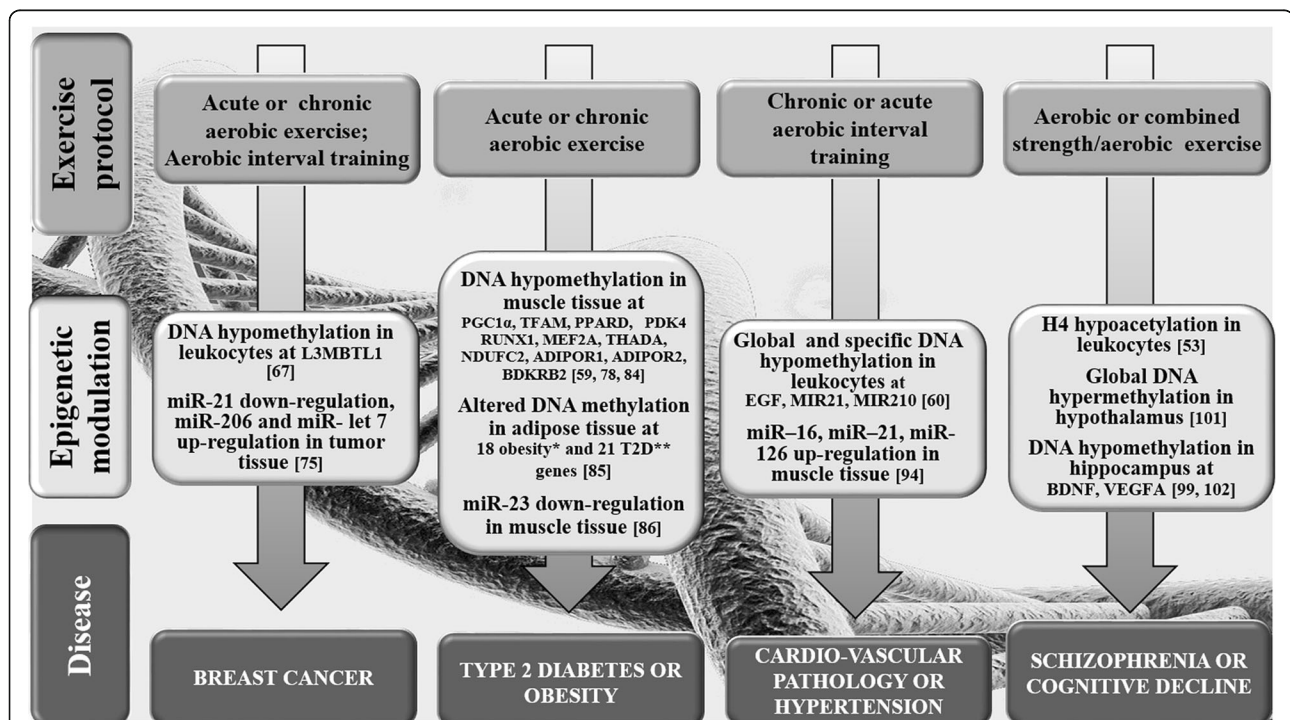 Exercise
protocol
Acute or chronic
aerobic exercise;
Aerobic interval training
Acute or chronic
aerobic exercise
Chronic or acute
aerobic interval
training
Aerobic or combined
strength/aerobic exercise
Epigenetic
modulation
DNA hypomethylation in
leukocytes at L3MBTL1
[67]
miR-21 down-regulation,
miR-206 and miR- let 7
up-regulation in tumor
tissue [75]
DNA hypomethylation in
muscle tissue at
PGC1α, TFAM, PPARD, PDK4
RUNX1, MEF2A, THADA,
NDUFC2, ADIPOR1, ADIPOR2,
BDKRB2 [59, 78, 84]
Altered DNA methylation
in adipose tissue at
18 obesity* and 21 T2D**
genes [85]
miR-23 down-regulation
in muscle tissue [86]
Global and specific DNA
hypomethylation in
leukocytes at
EGF, MIR21, MIR210 [60]
miR–16, miR–21, miR-
126 up-regulation in
muscle tissue [94]
H4 hypoacetylation in
leukocytes [53]
Global DNA
hypermethylation in
hypothalamus [101]
DNA hypomethylation in
hippocampus at
BDNF, VEGFA [99, 102]
Disease
BREAST CANCER
TYPE 2 DIABETES OR
OBESITY
CARDIO-VASCULAR
PATHOLOGY OR
HYPERTENSION
SCHIZOPHRENIA OR
COGNITIVE DECLINE